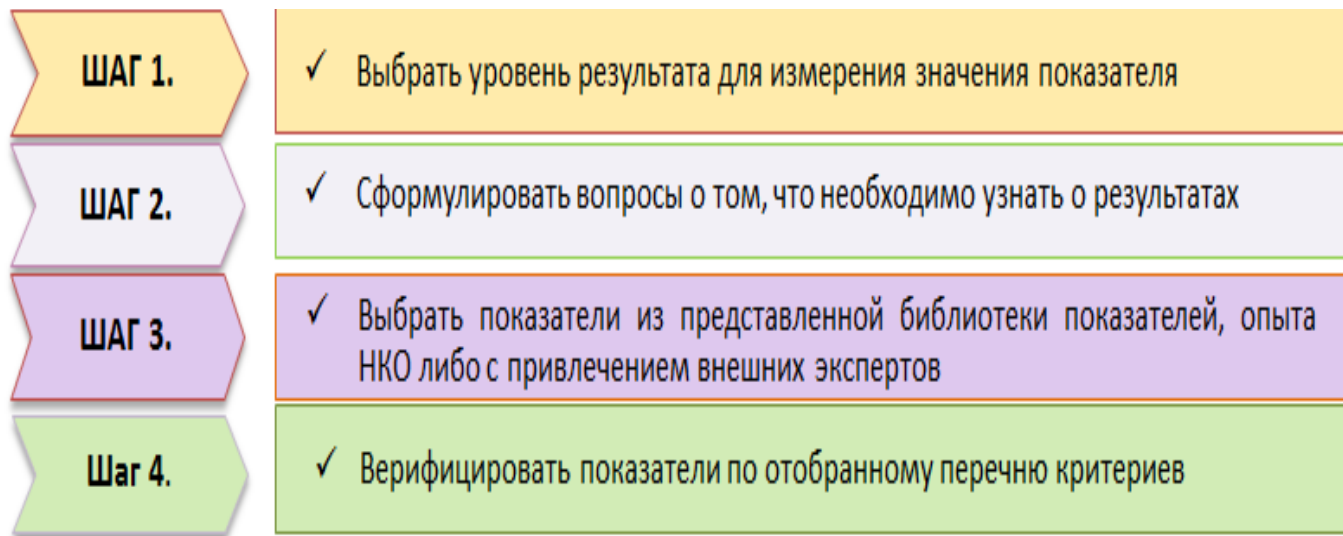 ШАГ 1.
✓ Выбрать уровень результата для измерения значения показателя
ШАГ 2.
✓ Сформулировать вопросы о том, что необходимо узнать о результатах
ШАГ 3.
✓ Выбрать показатели из представленной библиотеки показателей, опыта
НКО либо с привлечением внешних экспертов
Шаг 4.
✓ Верифицировать показатели по отобранному перечню критериев